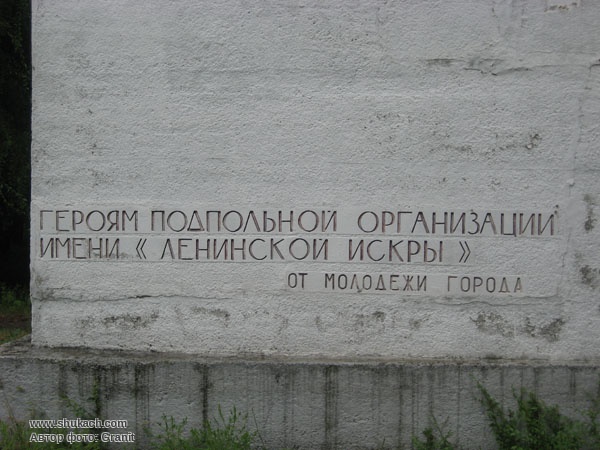 ГЕРОЯМ ПОДПОЛЬНОЙ ОРГАНИЗАЦИИ
ИМЕНИ « ЛЕНИНСКОЙ ИСКРЫ »
ОТ МОЛОДЕЖИ ГОРОДА
www.shukach.com
Автор фото: Granit